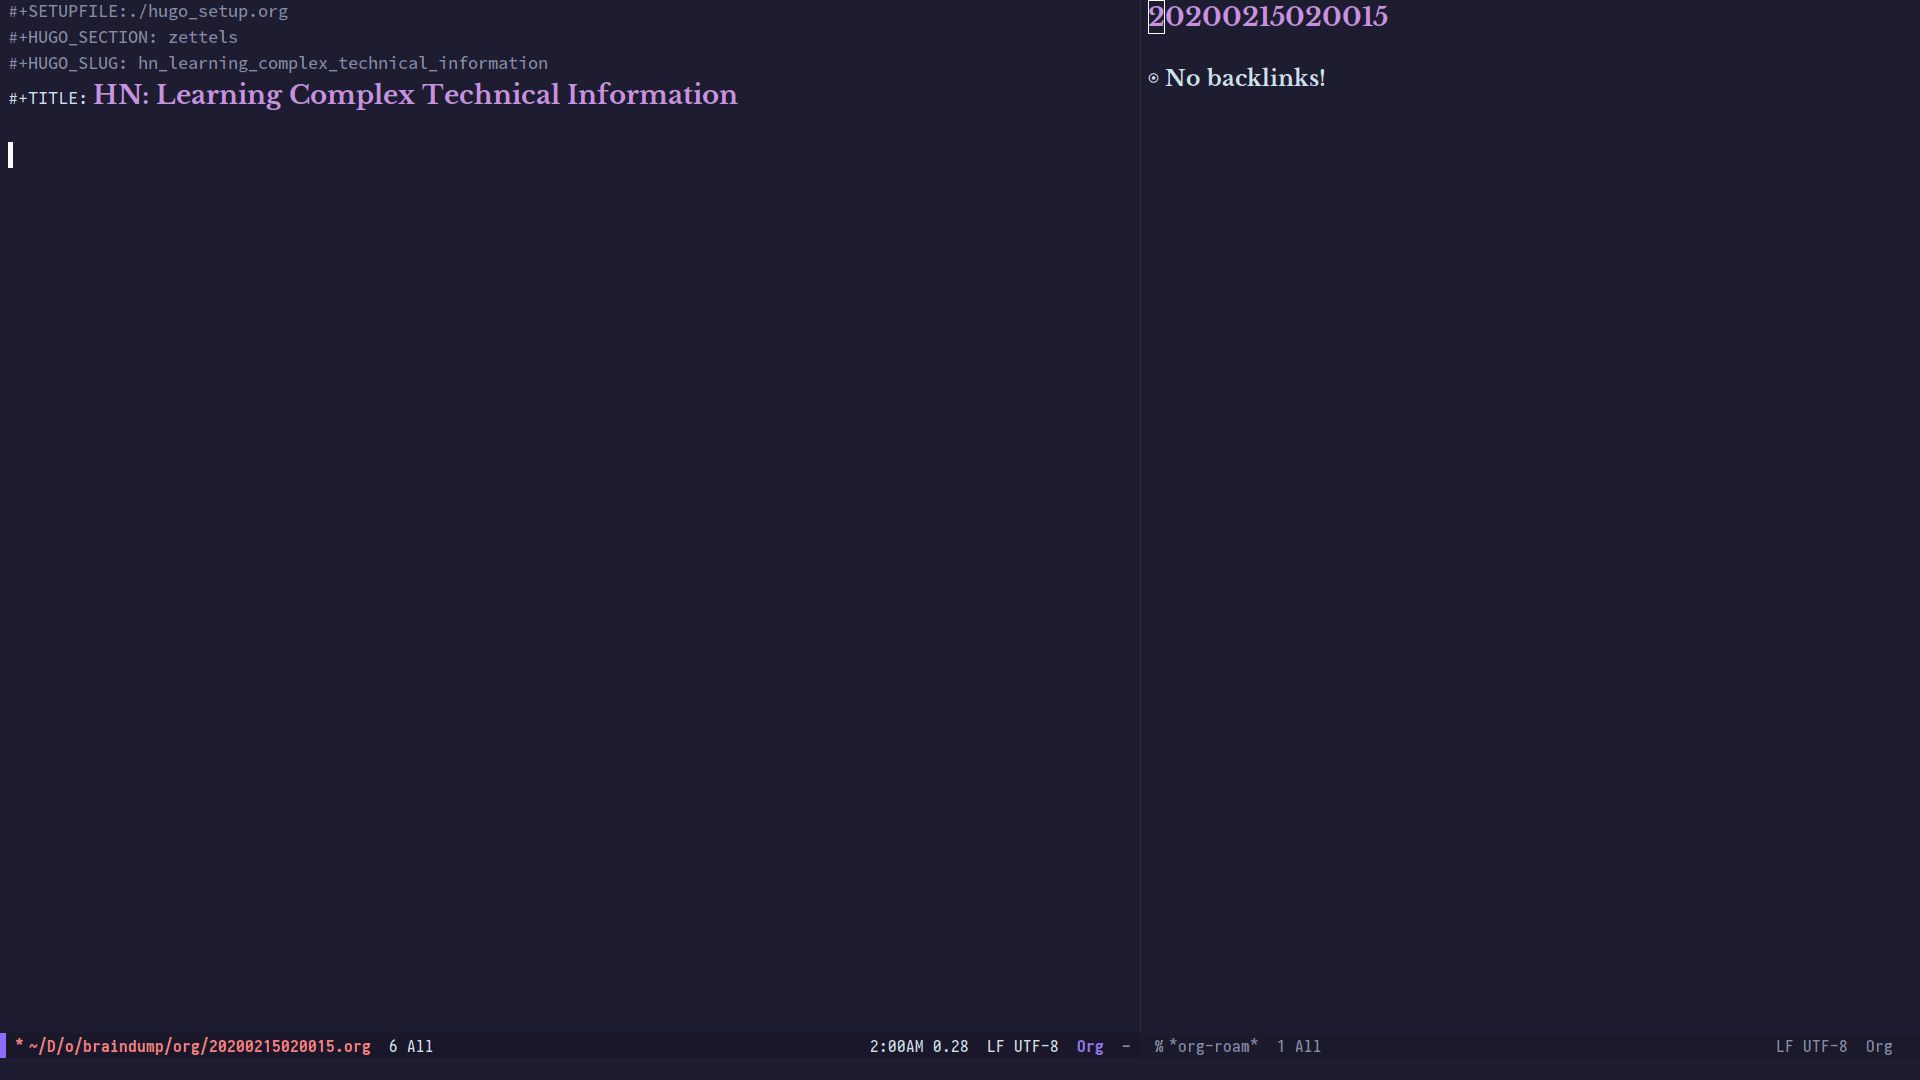 #+SETUPFILE:./hugo_setup.org
#+HUGO_SECTION: zettels
#+HUGO_SLUG: hn_learning_complex_technical_information
#+TITLE: HN: Learning Complex Technical Information
20200215020015
No backlinks!
* ~/D/o/braindump/org/20200215020015.org 6 All 2:00AM 0.28 LF UTF-8 Org -
% *org-roam* 1 All LF UTF-8 Org